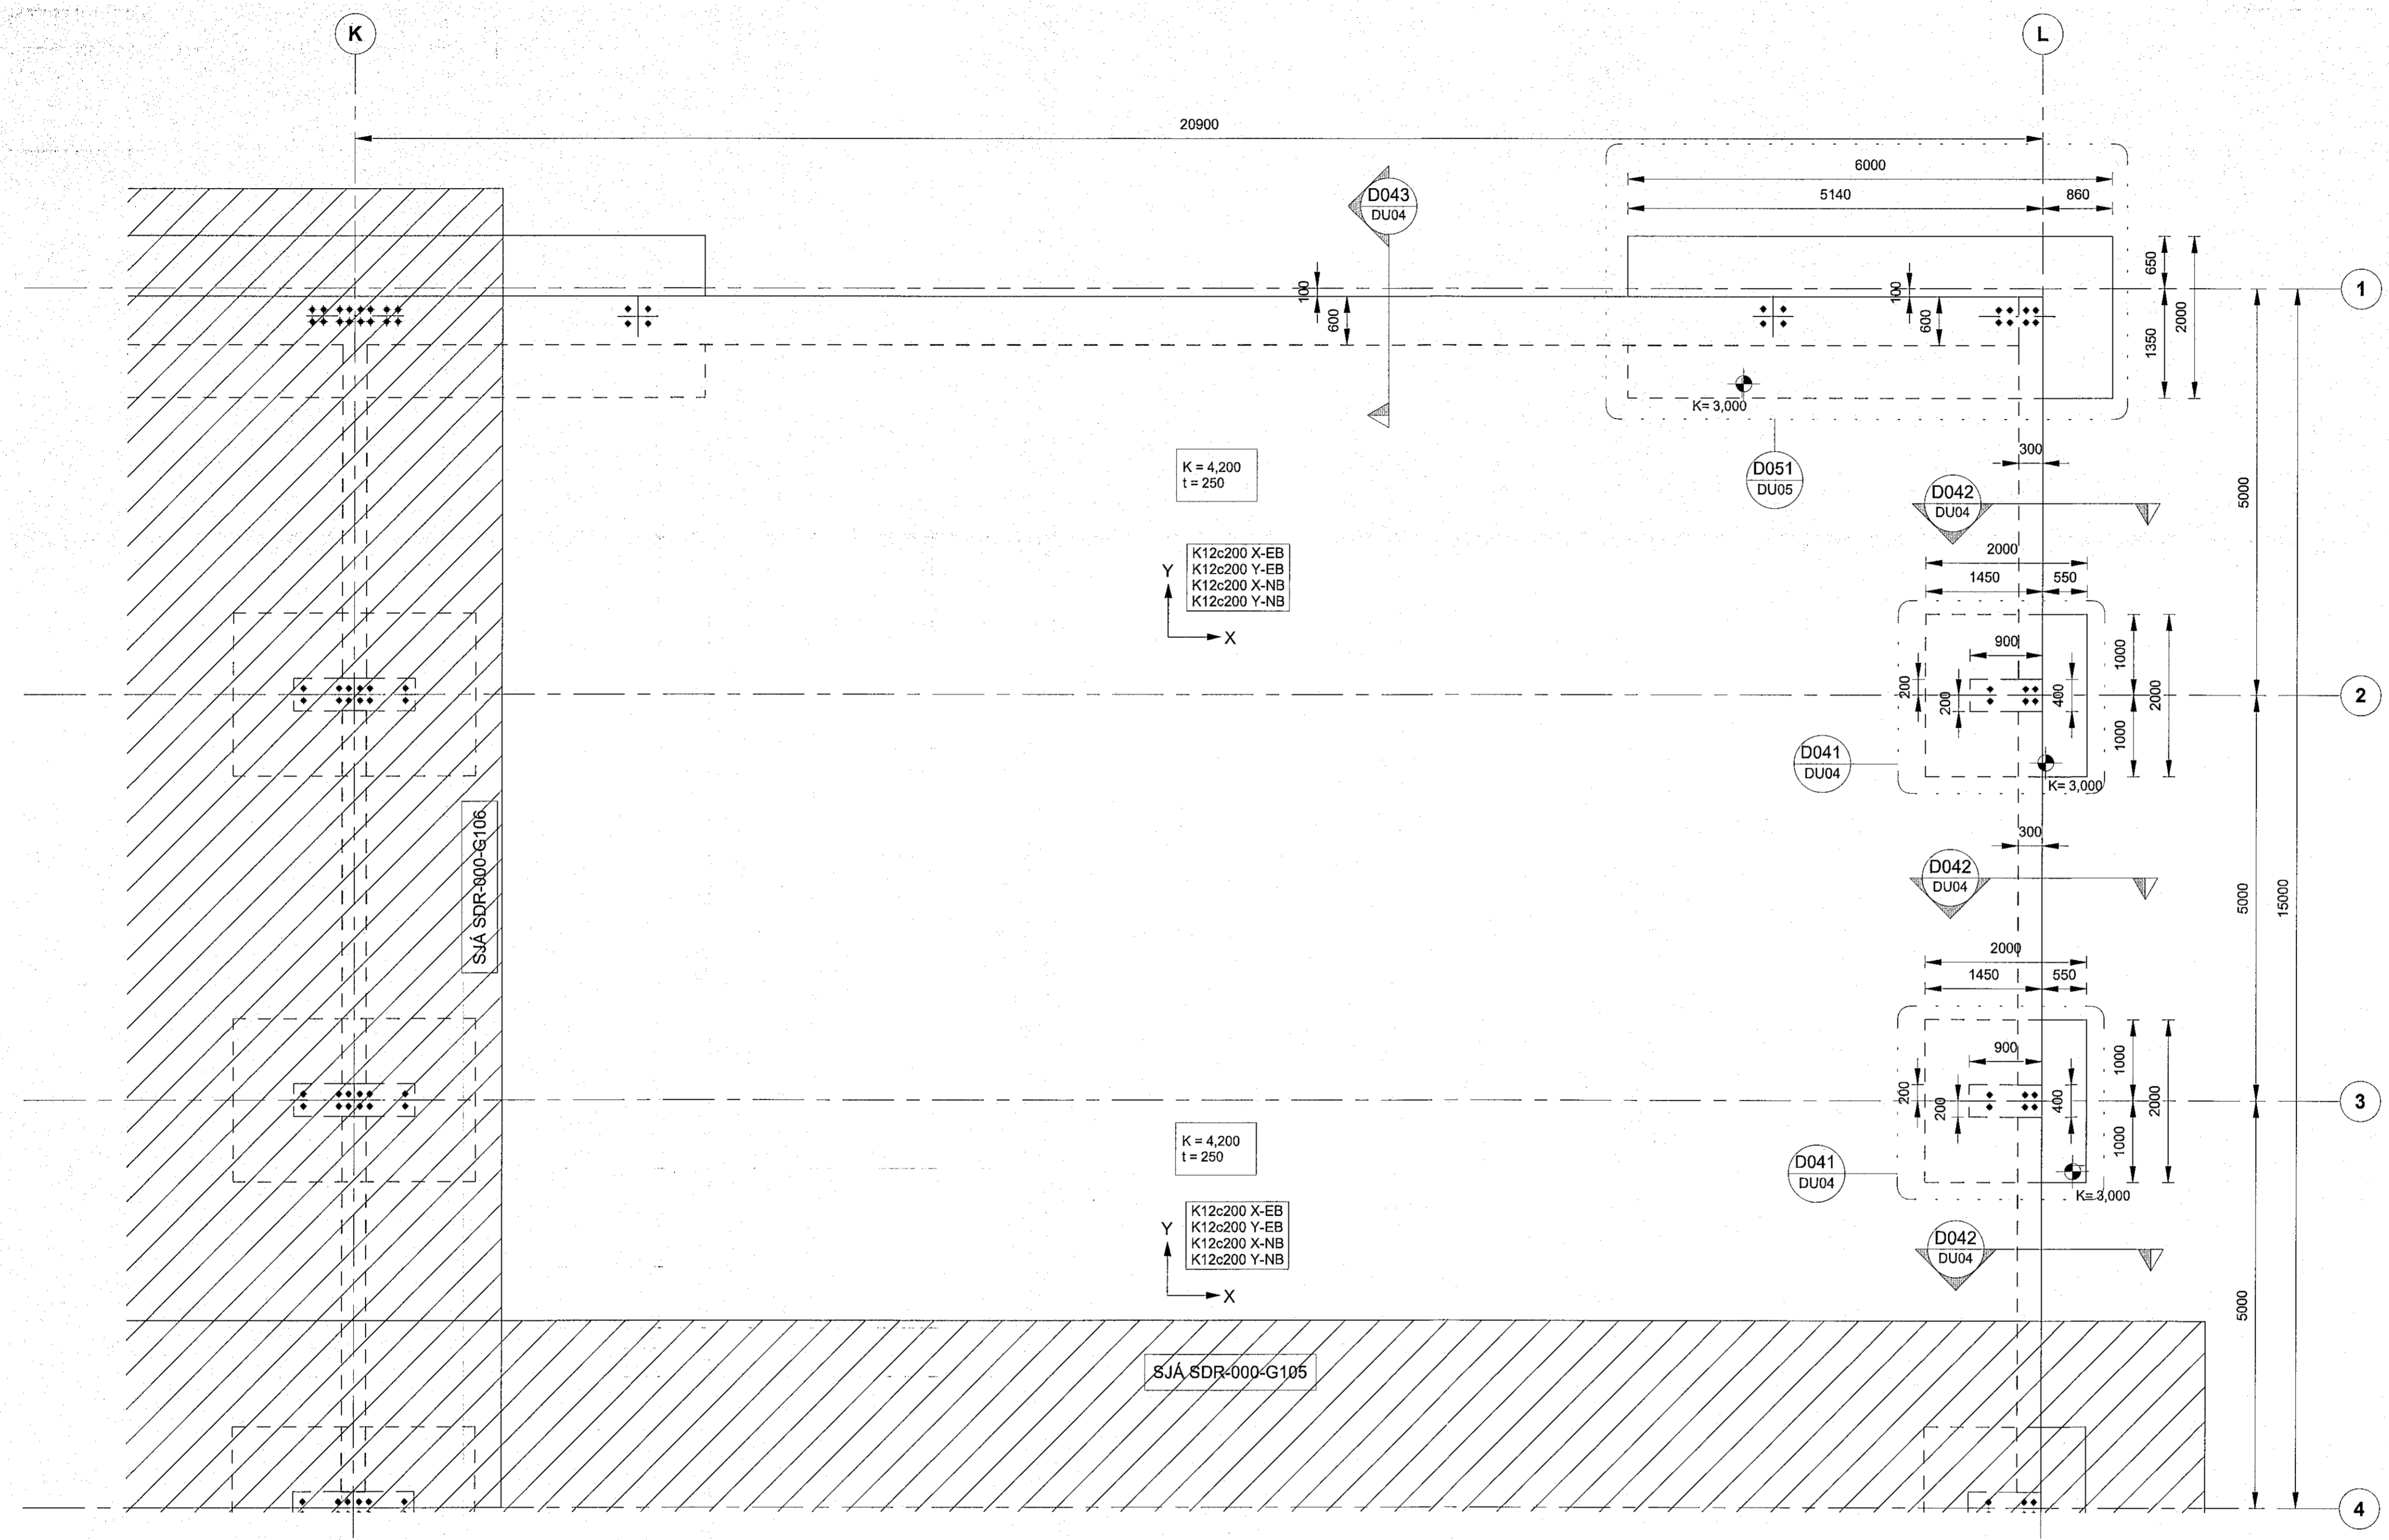 K
L
20900
6000
5140
860
D043
DU04
650
2000
1350
1
100
600
100
600
K= 3,000
K = 4,200
t = 250
D051
DU05
300
D042
DU04
5000
K12c200 X-EB
K12c200 Y-EB
K12c200 X-NB
K12c200 Y-NB
Y
X
2000
1450
550
900
200
200
400
1000
2000
1000
2
D041
DU04
K= 3,000
SJÁ SDR-000-G106
300
D042
DU04
5000
15000
2000
1450
550
900
200
200
400
1000
2000
1000
3
D041
DU04
K= 3,000
K = 4,200
t = 250
K12c200 X-EB
K12c200 Y-EB
K12c200 X-NB
K12c200 Y-NB
Y
X
D042
DU04
5000
SJÁ SDR-000-G105
4